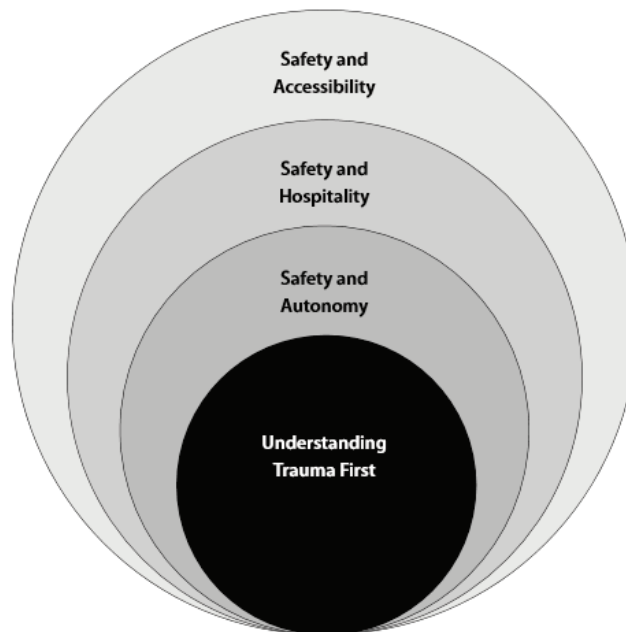 Safety and
Accessibility
Safety and
Hospitality
Safety and
Autonomy
Understanding
Trauma First